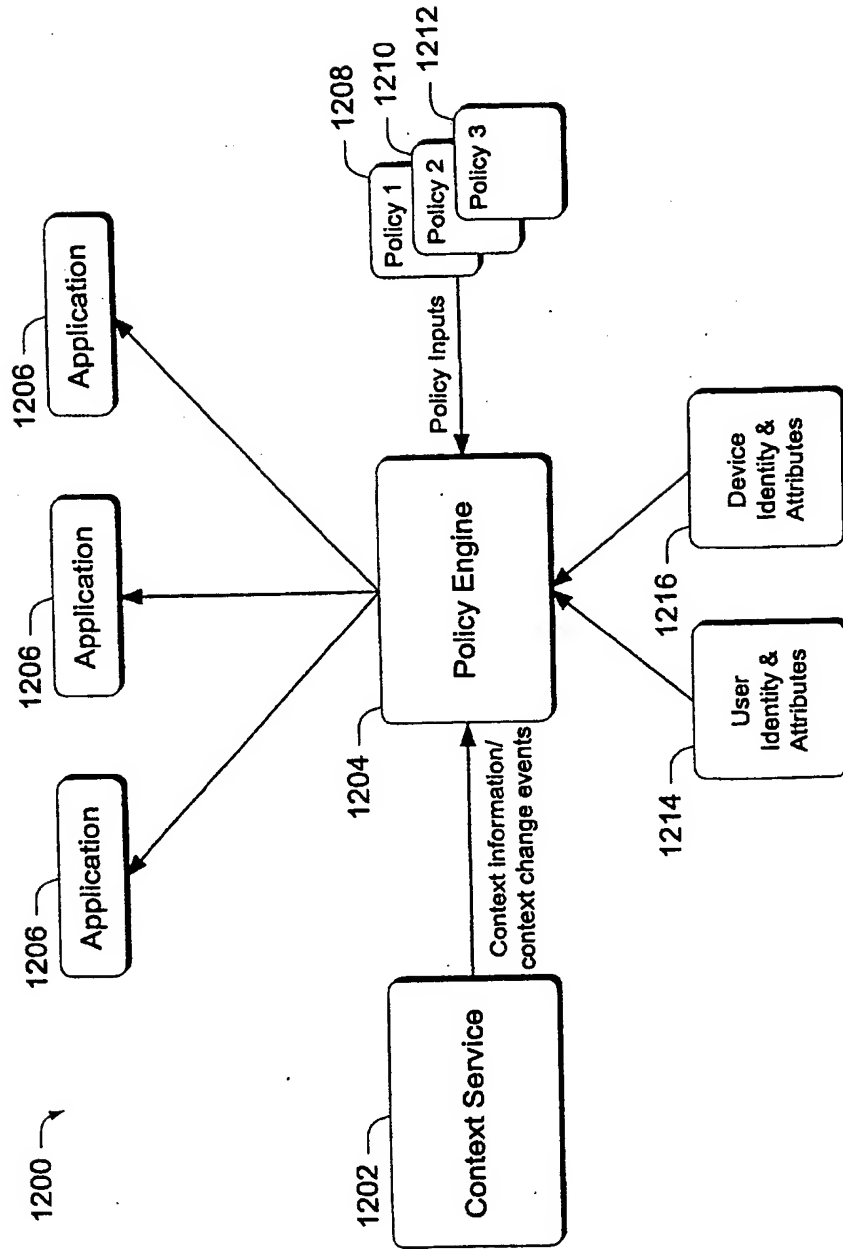 1200
1206
Application
1206
Application
1206
Application
1202
Context Service
Context information/
context change events
1204
Policy Engine
Policy Inputs
Policy 1
1208
Policy 2
1210
Policy 3
1212
1214
User
Identity &
Attributes
1216
Device
Identity &
Attributes